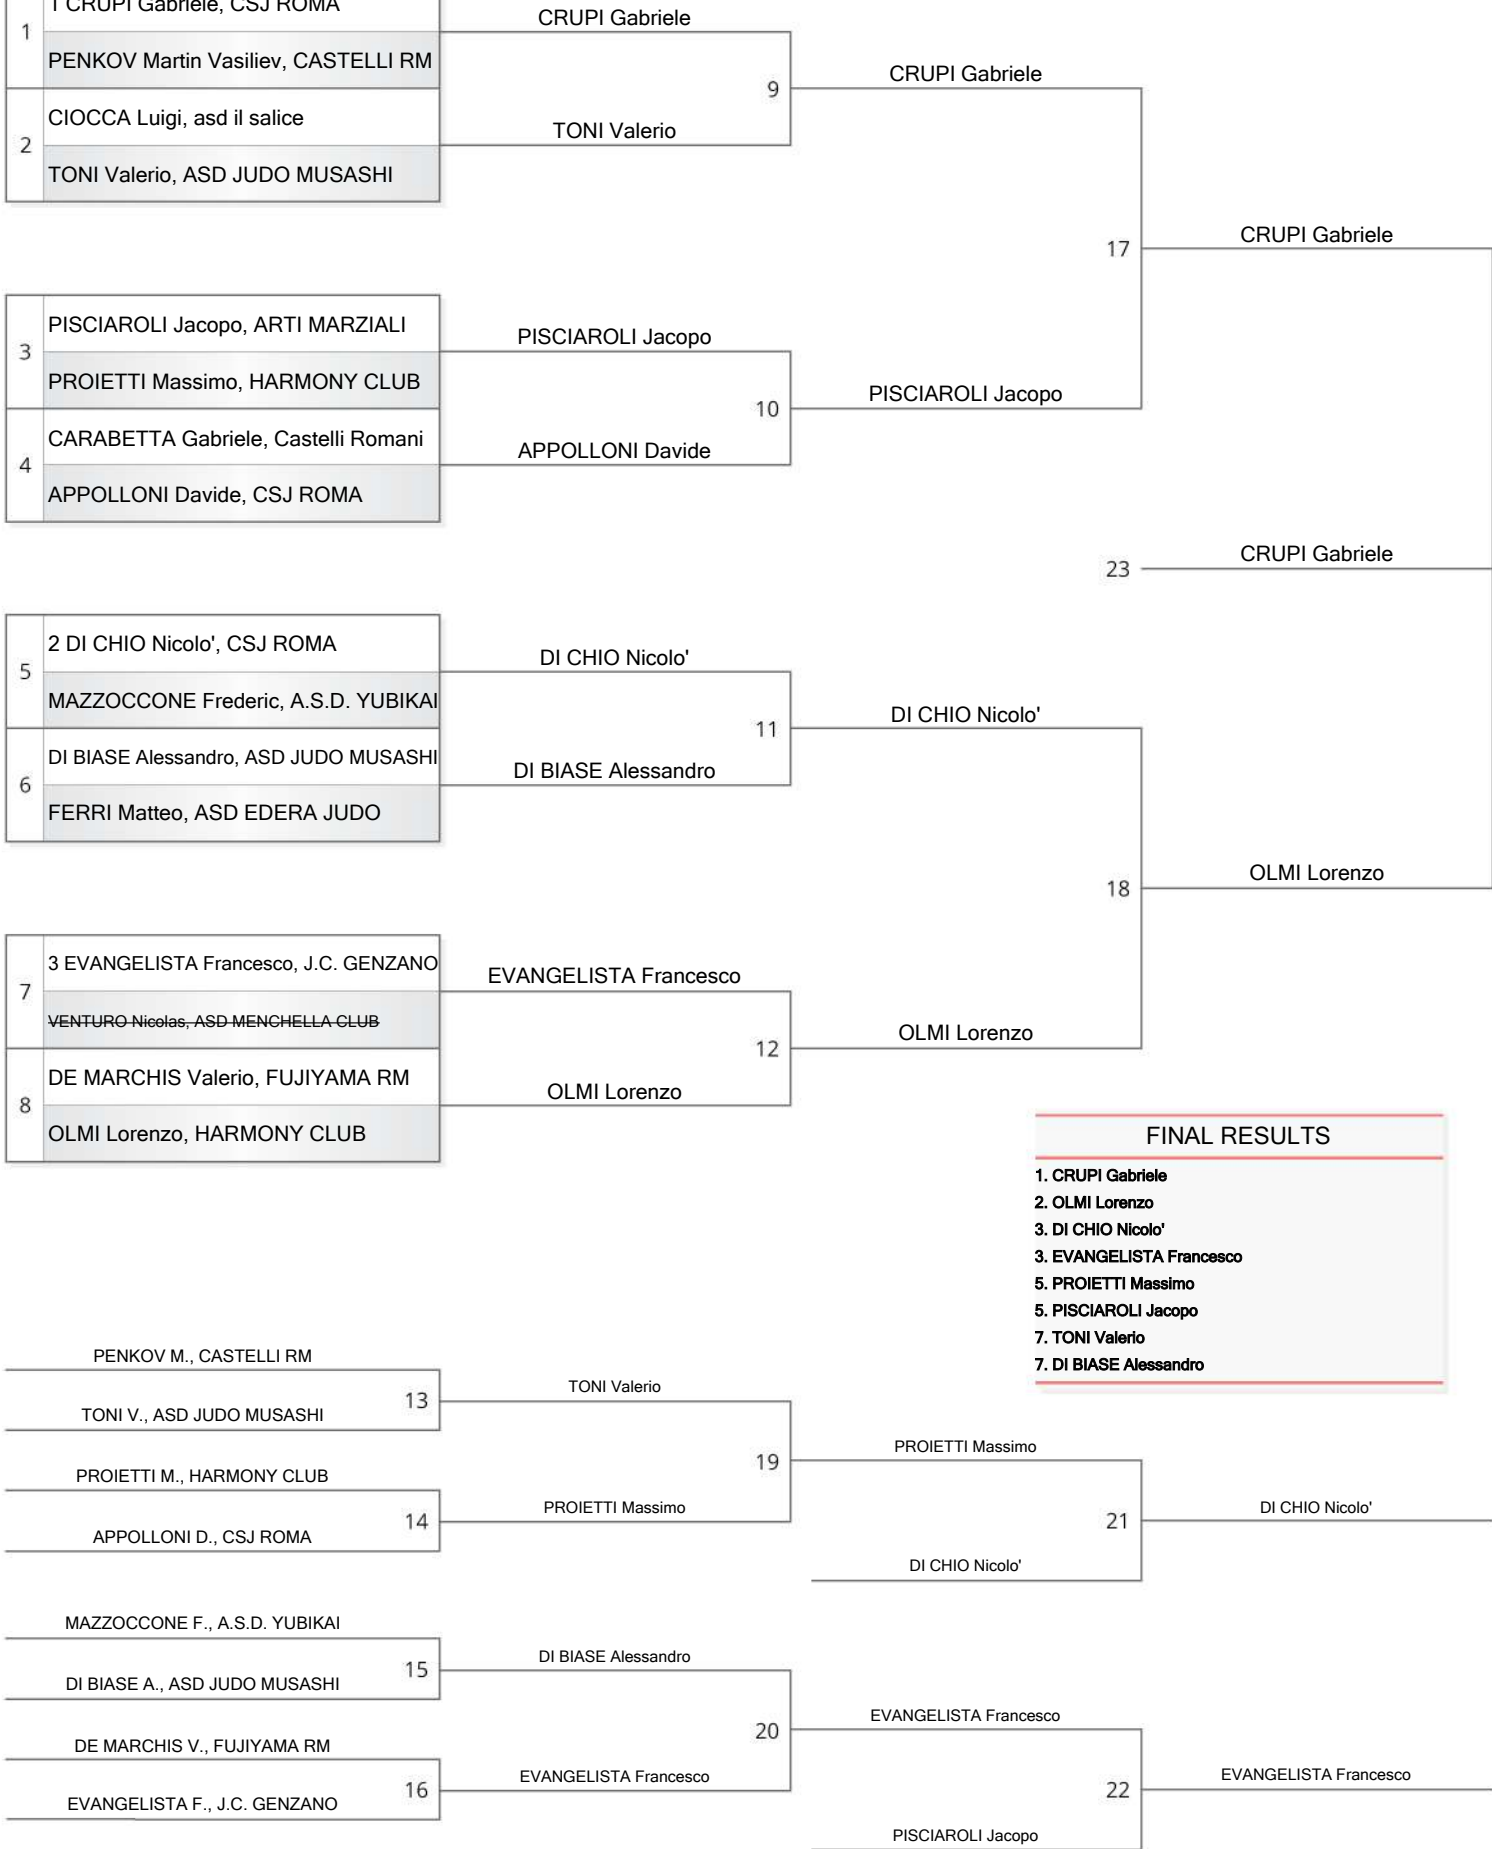 1 CRUPI Gabriele, CSJ ROMA
1
PENKOV Martin Vasiliev, CASTELLI RM
CIOCCA Luigi, asd il salice
2
TONI Valerio, ASD JUDO MUSASHI
CRUPI Gabriele
9
TONI Valerio
CRUPI Gabriele
17
CRUPI Gabriele
PISCIAROLI Jacopo, ARTI MARZIALI
3
PROIETTI Massimo, HARMONY CLUB
CARABETTA Gabriele, Castelli Romani
4
APPOLLONI Davide, CSJ ROMA
PISCIAROLI Jacopo
10
APPOLLONI Davide
PISCIAROLI Jacopo
23
CRUPI Gabriele
2 DI CHIO Nicolo', CSJ ROMA
5
MAZZOCCONE Frederic, A.S.D. YUBIKAI
DI BIASE Alessandro, ASD JUDO MUSASHI
6
FERRI Matteo, ASD EDERA JUDO
DI CHIO Nicolo'
11
DI BIASE Alessandro
DI CHIO Nicolo'
18
OLMI Lorenzo
3 EVANGELISTA Francesco, J.C. GENZANO
7
VENTURO Nicolas, ASD MENCHELLA CLUB
DE MARCHIS Valerio, FUJIYAMA RM
8
OLMI Lorenzo, HARMONY CLUB
EVANGELISTA Francesco
12
OLMI Lorenzo
OLMI Lorenzo
FINAL RESULTS
1. CRUPI Gabriele
2. OLMI Lorenzo
3. DI CHIO Nicolo'
3. EVANGELISTA Francesco
5. PROIETTI Massimo
5. PISCIAROLI Jacopo
7. TONI Valerio
7. DI BIASE Alessandro
PENKOV M., CASTELLI RM
13
TONI V., ASD JUDO MUSASHI
PROIETTI M., HARMONY CLUB
14
APPOLLONI D., CSJ ROMA
TONI Valerio
19
PROIETTI Massimo
PROIETTI Massimo
21
DI CHIO Nicolo'
DI CHIO Nicolo'
MAZZOCCONE F., A.S.D. YUBIKAI
15
DI BIASE A., ASD JUDO MUSASHI
DE MARCHIS V., FUJIYAMA RM
16
EVANGELISTA F., J.C. GENZANO
DI BIASE Alessandro
20
EVANGELISTA Francesco
EVANGELISTA Francesco
22
PISCIAROLI Jacopo
EVANGELISTA Francesco